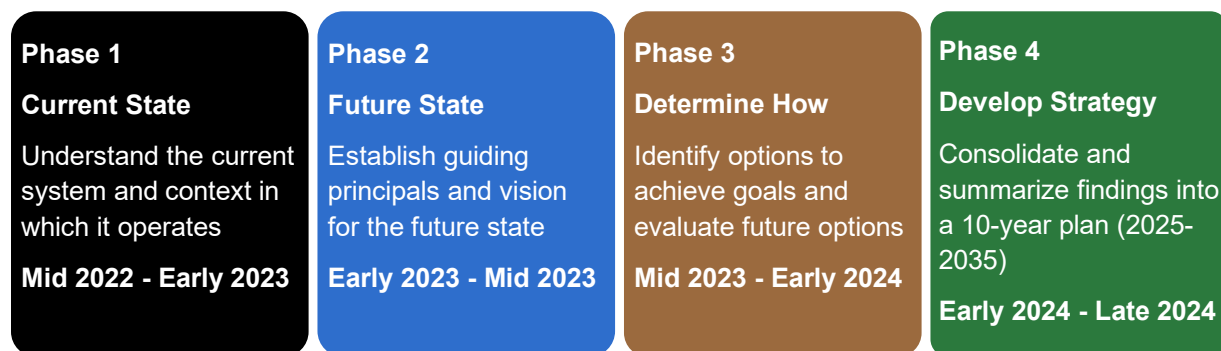 Phase 1
Current State
Understand the current
system and context in
which it operates
Mid 2022 - Early 2023
Phase 2
Future State
Establish guiding
principals and vision
for the future state
Early 2023 - Mid 2023
Phase 3
Determine How
Identify options to
achieve goals and
evaluate future options
Mid 2023 - Early 2024
Phase 4
Develop Strategy
Consolidate and
summarize findings into
a 10-year plan (2025-
2035)
Early 2024 - Late 2024